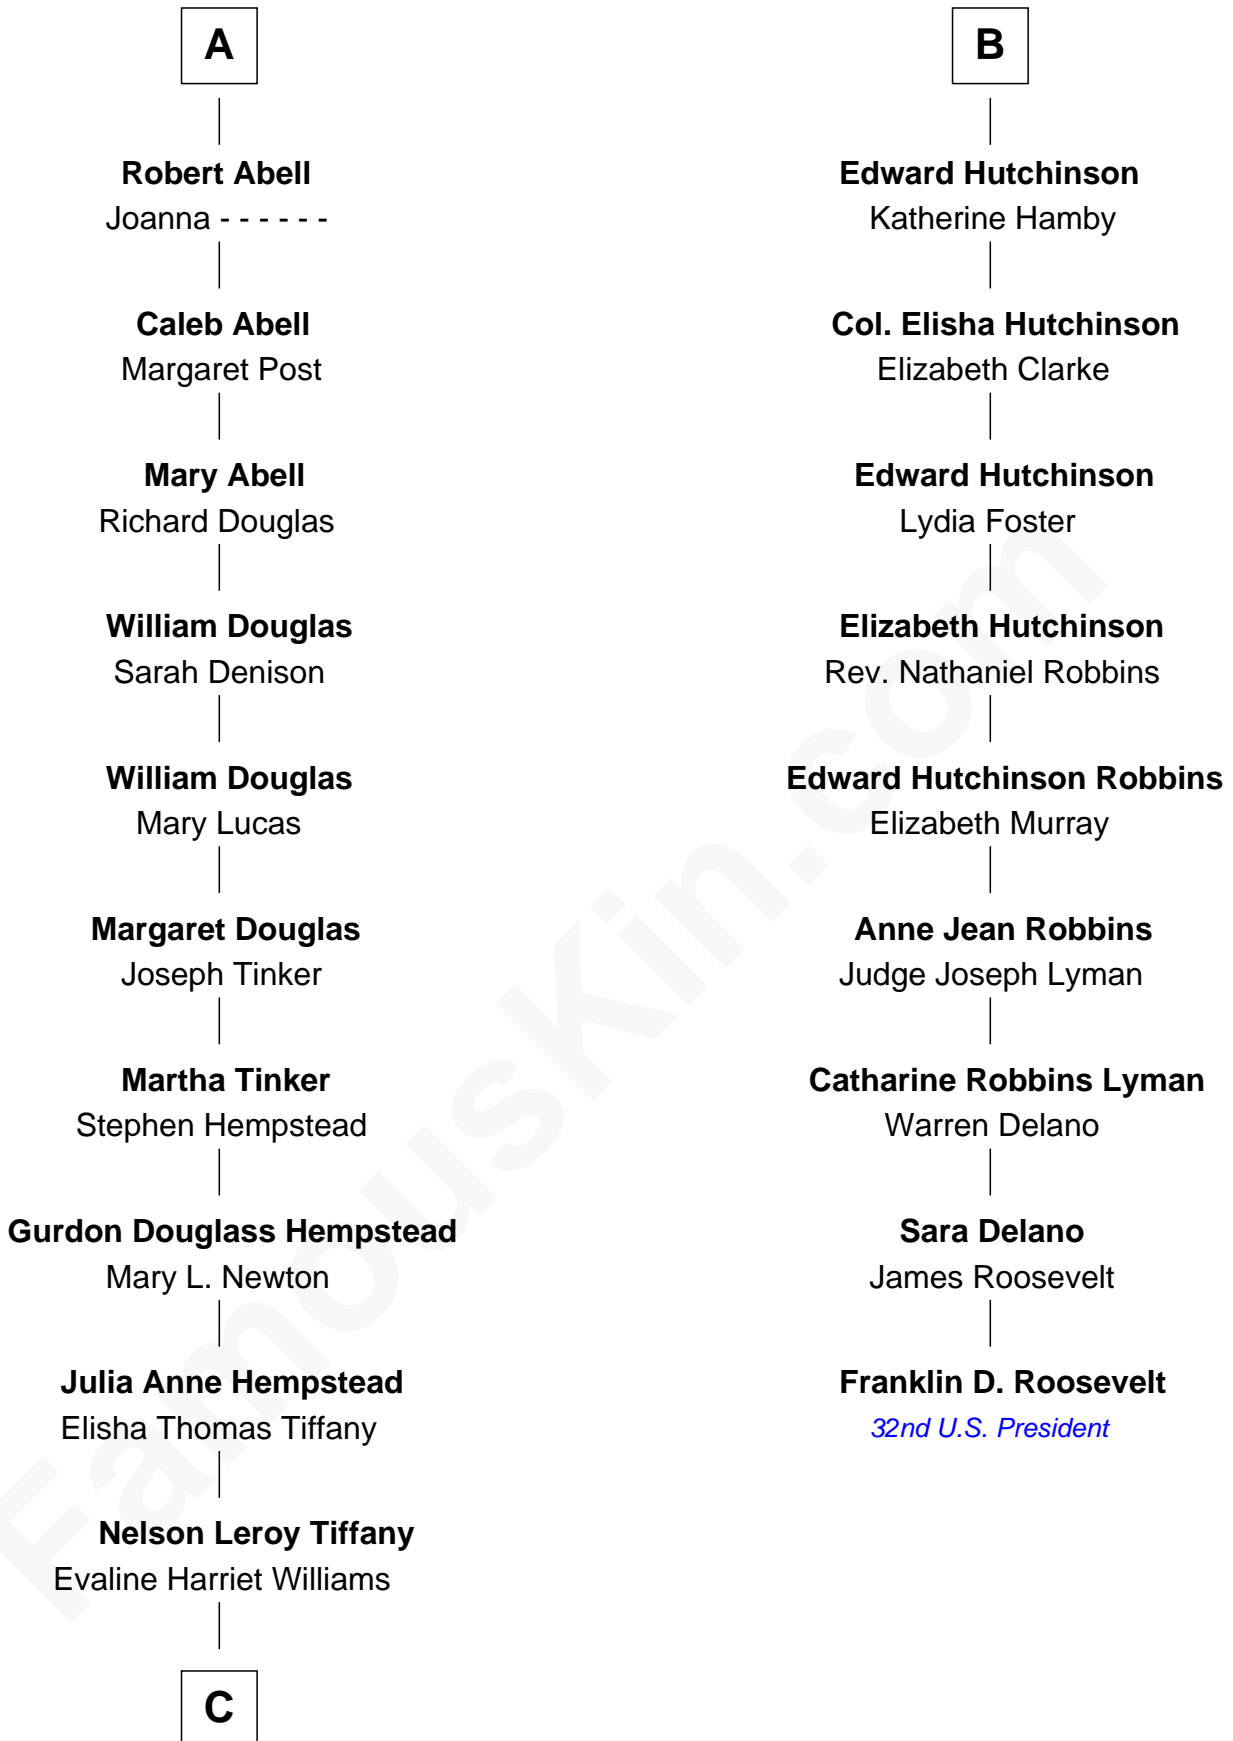 A
Robert Abell
Joanna - - - - - -
Caleb Abell
Margaret Post
Mary Abell
Richard Douglas
William Douglas
Sarah Denison
William Douglas
Mary Lucas
Margaret Douglas
Joseph Tinker
Martha Tinker
Stephen Hempstead
Gurdon Douglass Hempstead
Mary L. Newton
Julia Anne Hempstead
Elisha Thomas Tiffany
Nelson Leroy Tiffany
Evaline Harriet Williams
C
B
Edward Hutchinson
Katherine Hamby
Col. Elisha Hutchinson
Elizabeth Clarke
Edward Hutchinson
Lydia Foster
Elizabeth Hutchinson
Rev. Nathaniel Robbins
Edward Hutchinson Robbins
Elizabeth Murray
Anne Jean Robbins
Judge Joseph Lyman
Catharine Robbins Lyman
Warren Delano
Sara Delano
James Roosevelt
Franklin D. Roosevelt
32nd U.S. President
FamousKin.com